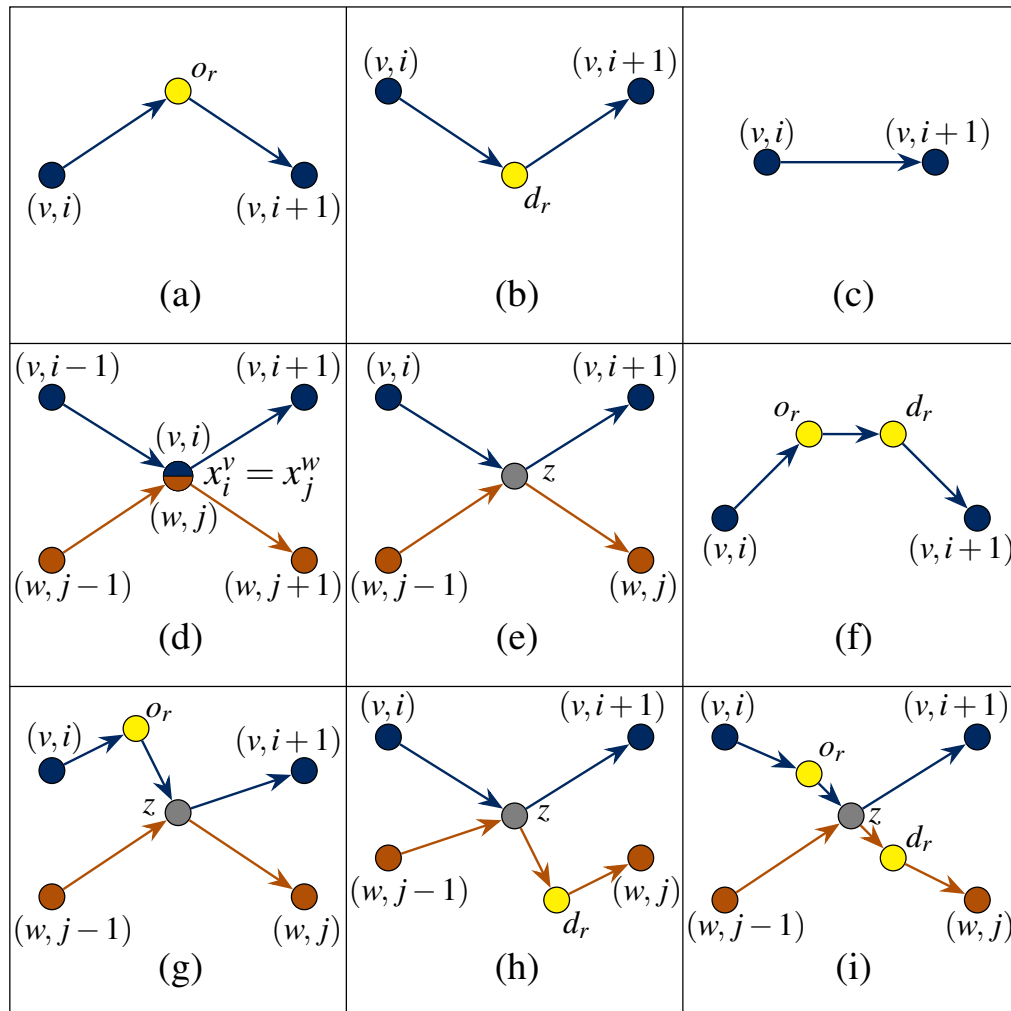 o_r
(v, i)
(v, i + 1)
(a)
(v, i)
(v, i + 1)
d_r
(b)
(v, i)
(v, i + 1)
(c)
(v, i − 1)
(v, i + 1)
(v, i)
x_i^v = x_j^w
(w, j)
(w, j − 1)
(w, j + 1)
(d)
(v, i)
(v, i + 1)
z
(w, j − 1)
(w, j)
(e)
o_r
d_r
(v, i)
(v, i + 1)
(f)
o_r
(v, i)
(v, i + 1)
z
(w, j − 1)
(w, j)
(g)
(v, i)
(v, i + 1)
z
(w, j − 1)
(w, j)
d_r
(h)
(v, i)
(v, i + 1)
o_r
z
d_r
(w, j − 1)
(w, j)
(i)